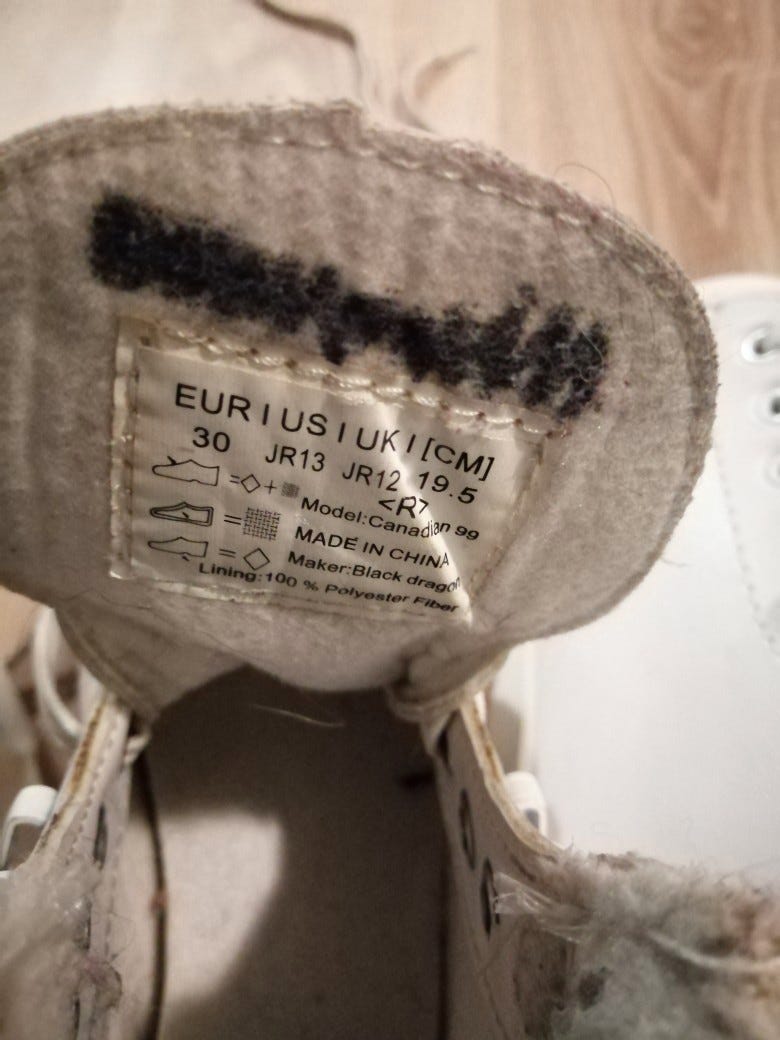 EUR I US I UK I [CM]
30 JR13 JR12 19.5
<R>
Model:Canadian 99
MADE IN CHINA
Maker:Black dragon
Lining:100 % Polyester Fiber